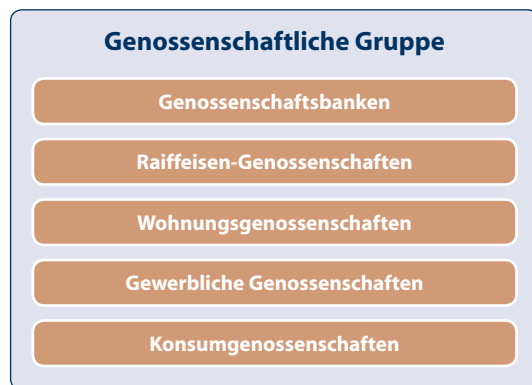 Genossenschaftliche Gruppe
Genossenschaftsbanken
Raiffeisen-Genossenschaften
Wohnungsgenossenschaften
Gewerbliche Genossenschaften
Konsumgenossenschaften